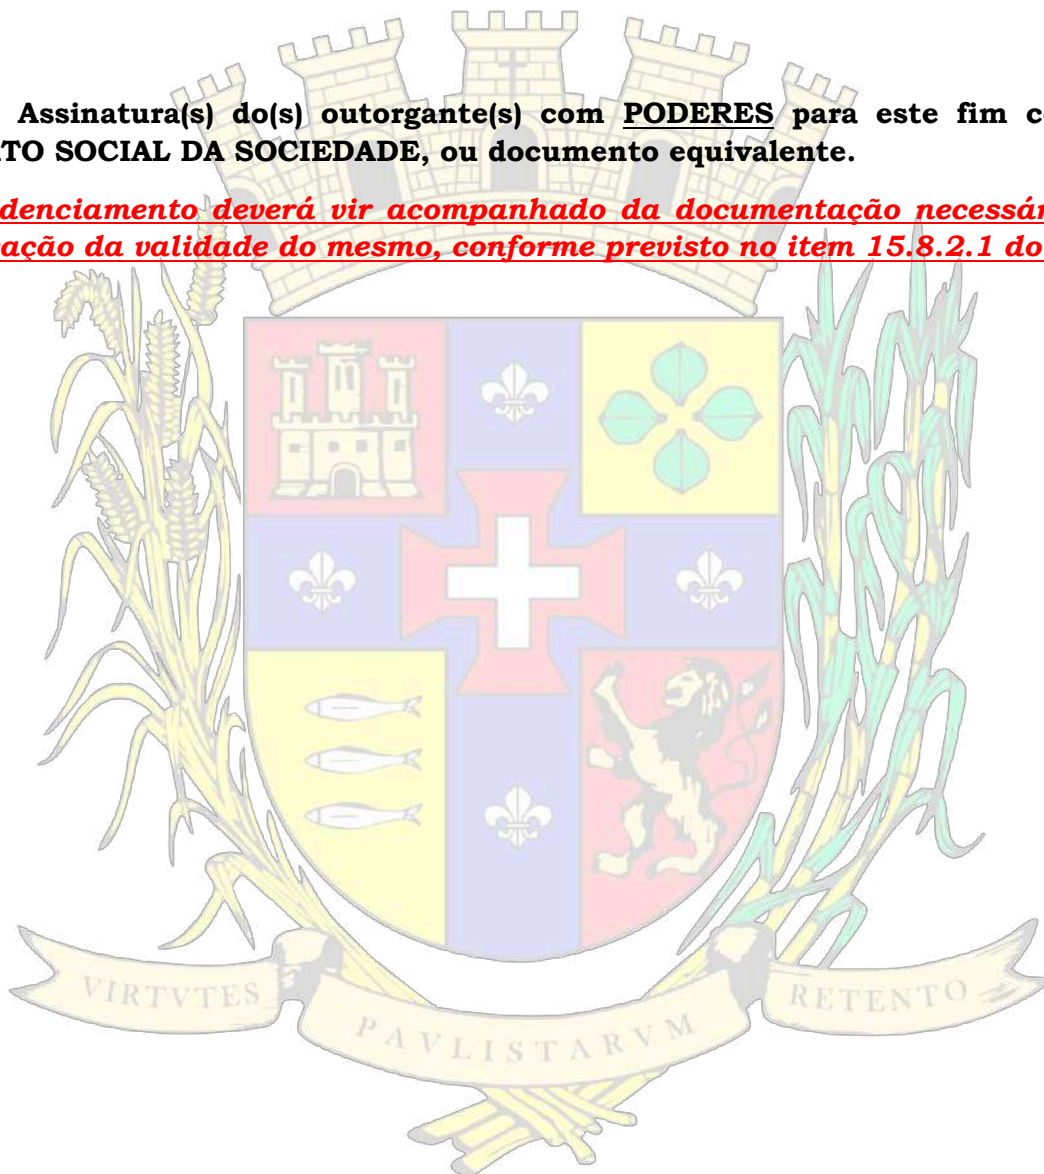 Assinatura(s) do(s) outorgante(s) com PODERES para este fim
TO SOCIAL DA SOCIEDADE, ou documento equivalente.
denciamento deverá vir acompanhado da documentação
ação da validade do mesmo, conforme previsto no item 15.8.2.1 do
VIRTVTES PAVLISTARVM RETENTO